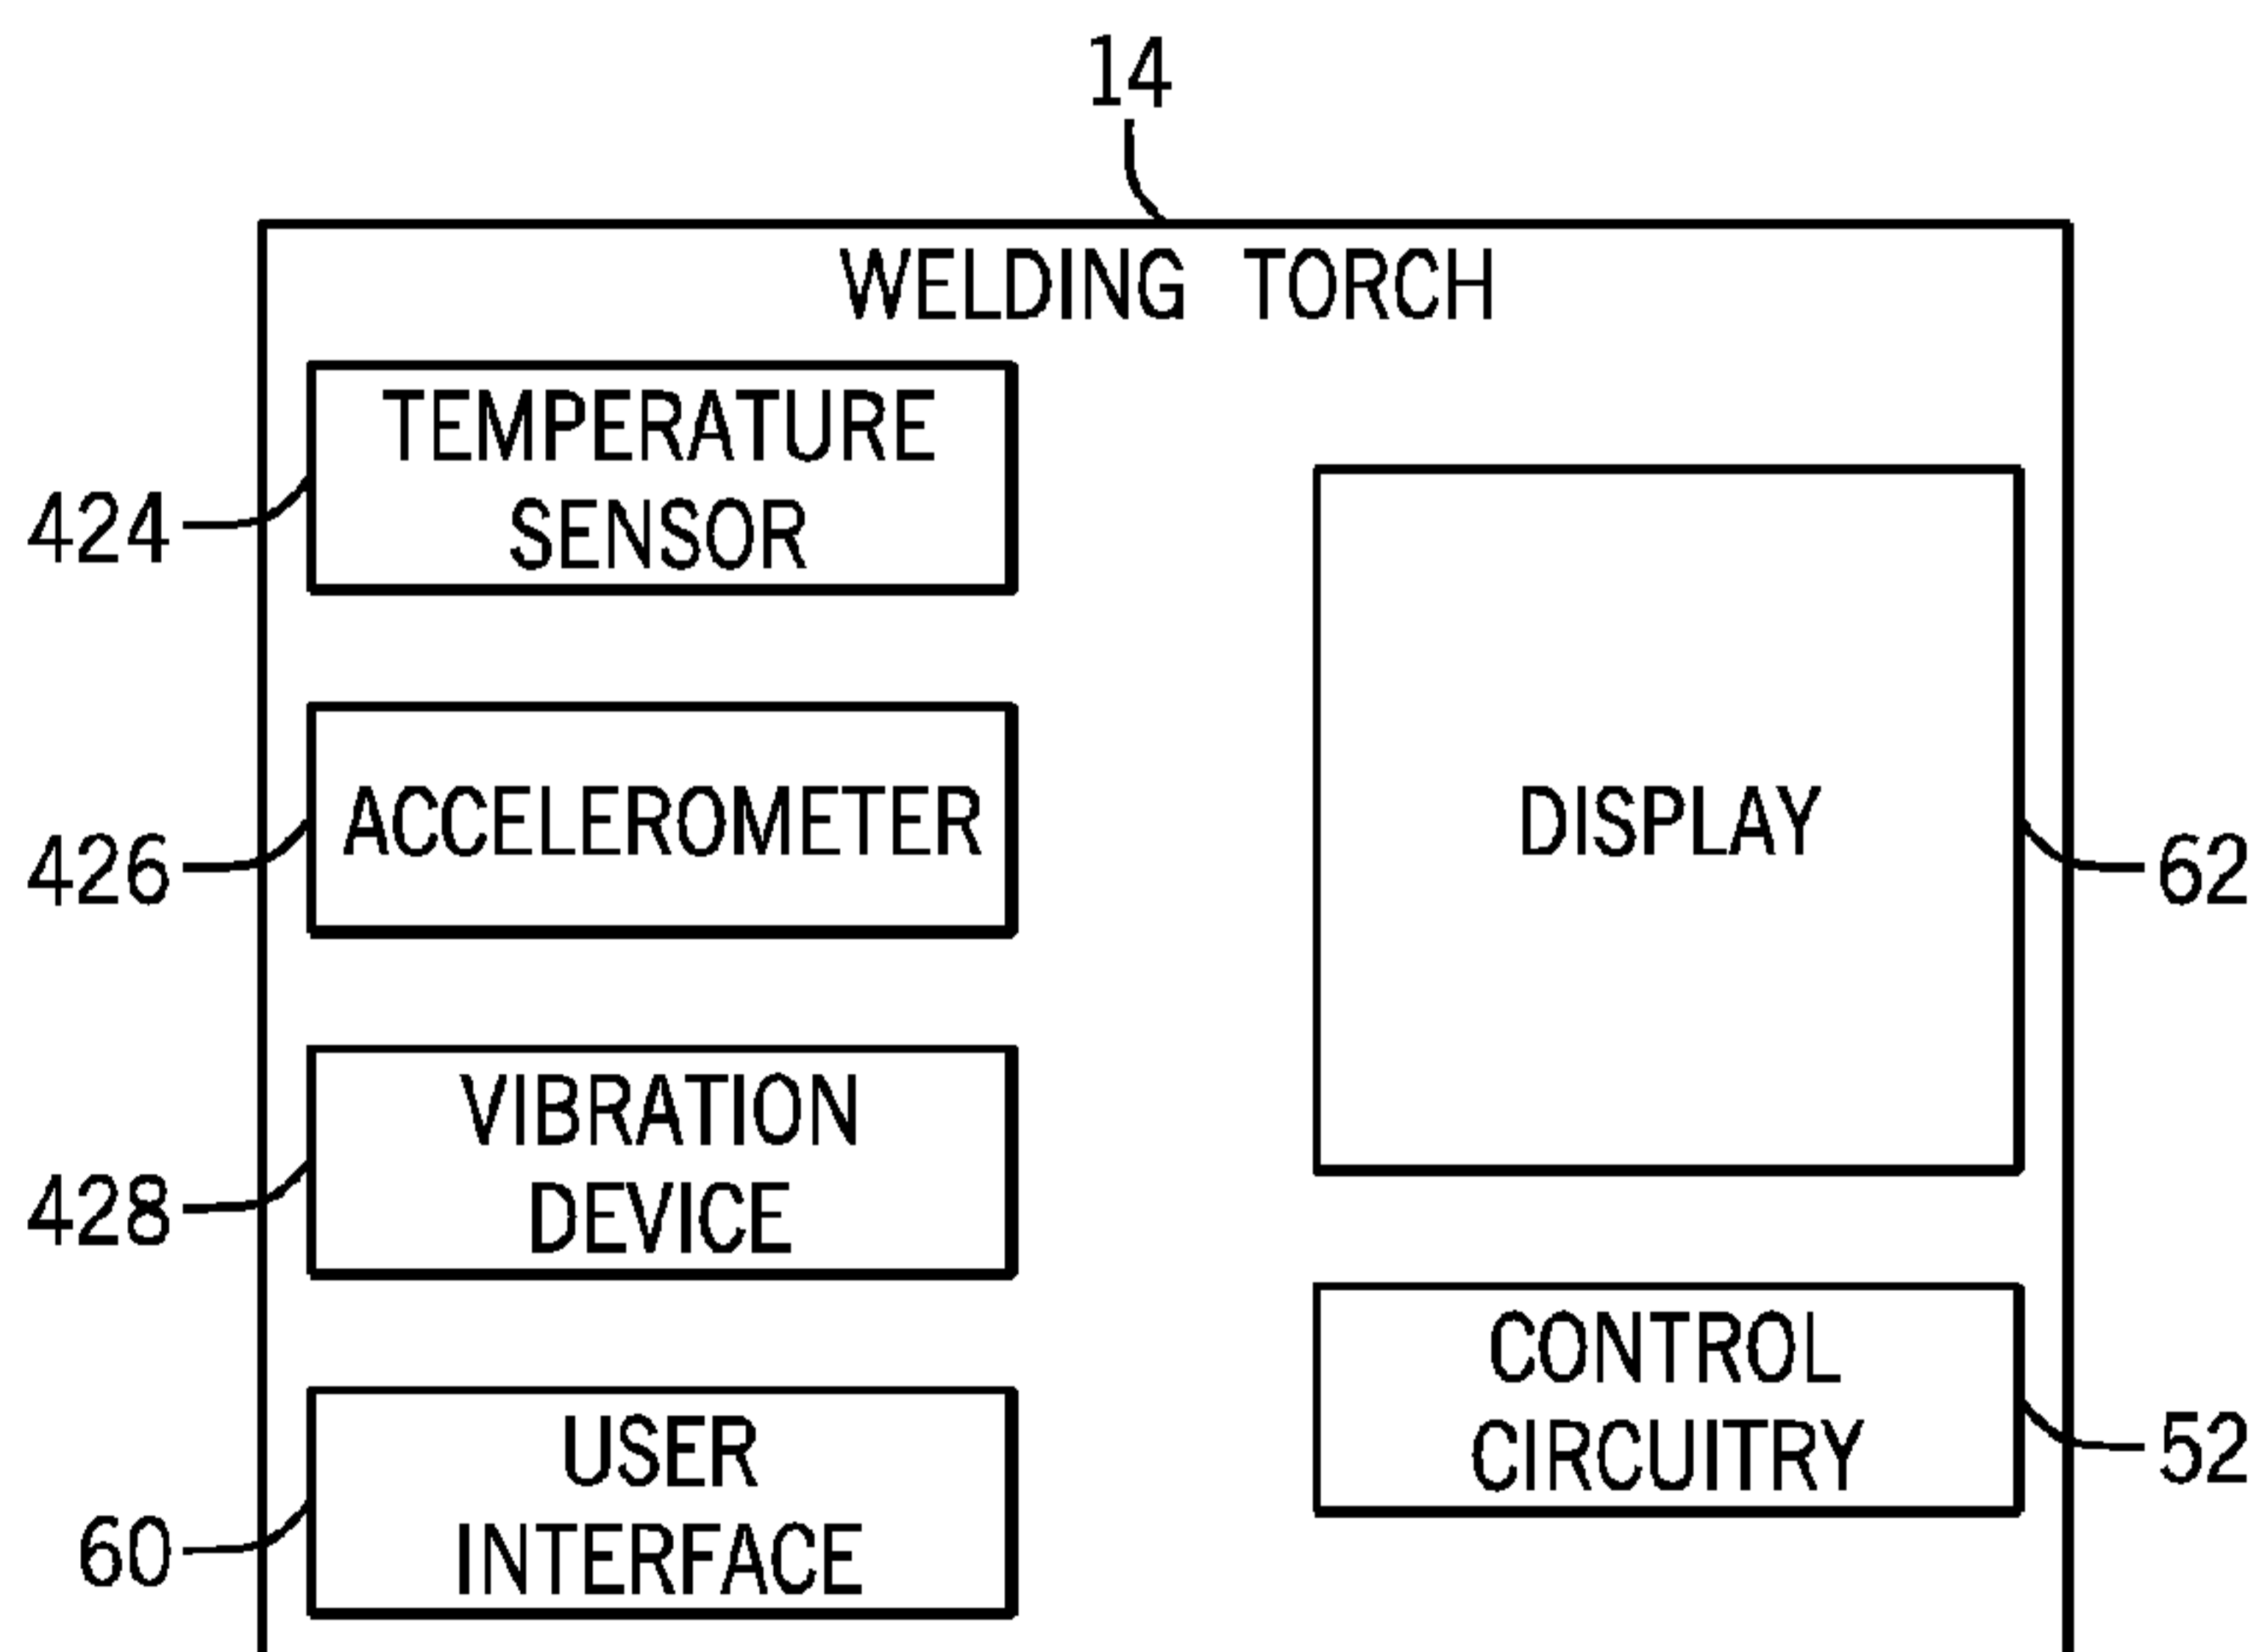 14
WELDING TORCH
TEMPERATURE
SENSOR
424
ACCELEROMETER
426
VIBRATION
DEVICE
428
USER
INTERFACE
60
DISPLAY
62
CONTROL
CIRCUITRY
52